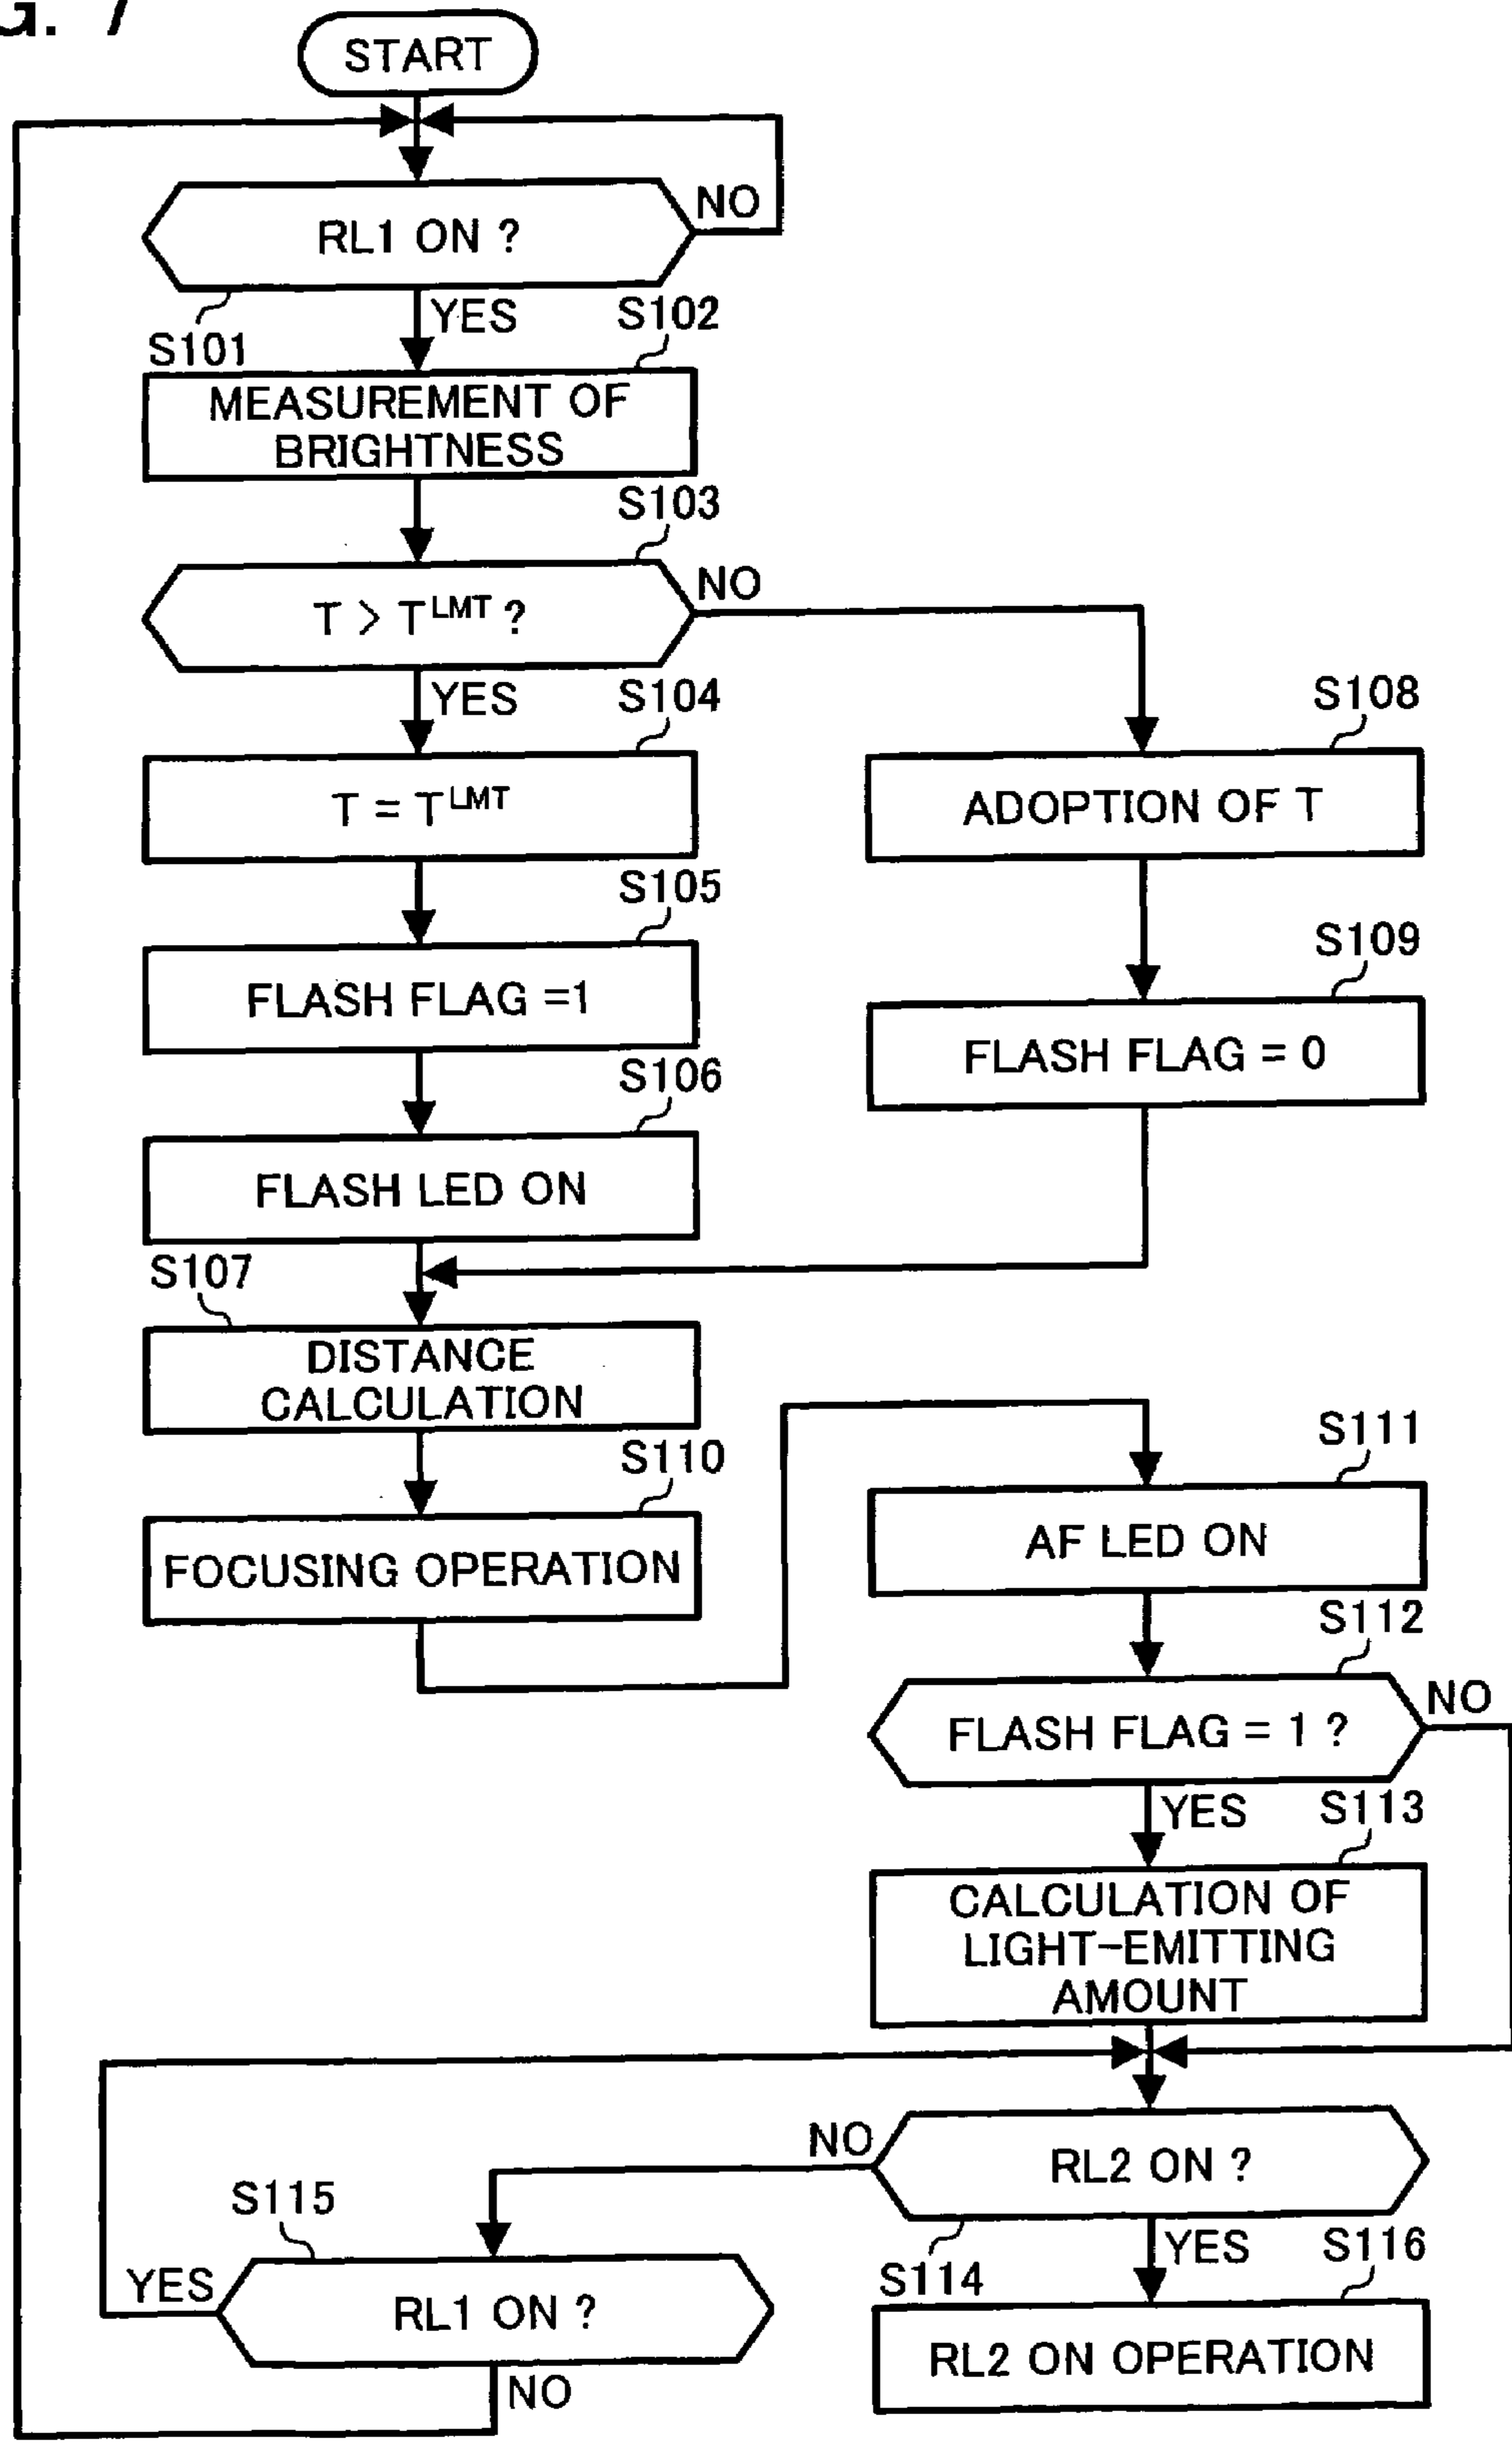 G. 7
START
RL1 ON ?
NO
S101
YES
S102
MEASUREMENT OF
BRIGHTNESS
S103
T > T^LMT ?
NO
YES
S104
T = T^LMT
S108
ADOPTION OF T
S105
FLASH FLAG =1
S109
FLASH FLAG = 0
S106
FLASH LED ON
S107
DISTANCE
CALCULATION
S110
FOCUSING OPERATION
S111
AF LED ON
S112
FLASH FLAG = 1 ?
NO
YES
S113
CALCULATION OF
LIGHT-EMITTING
AMOUNT
NO
RL2 ON ?
S114
YES
S115
YES
RL1 ON ?
NO
S116
RL2 ON OPERATION